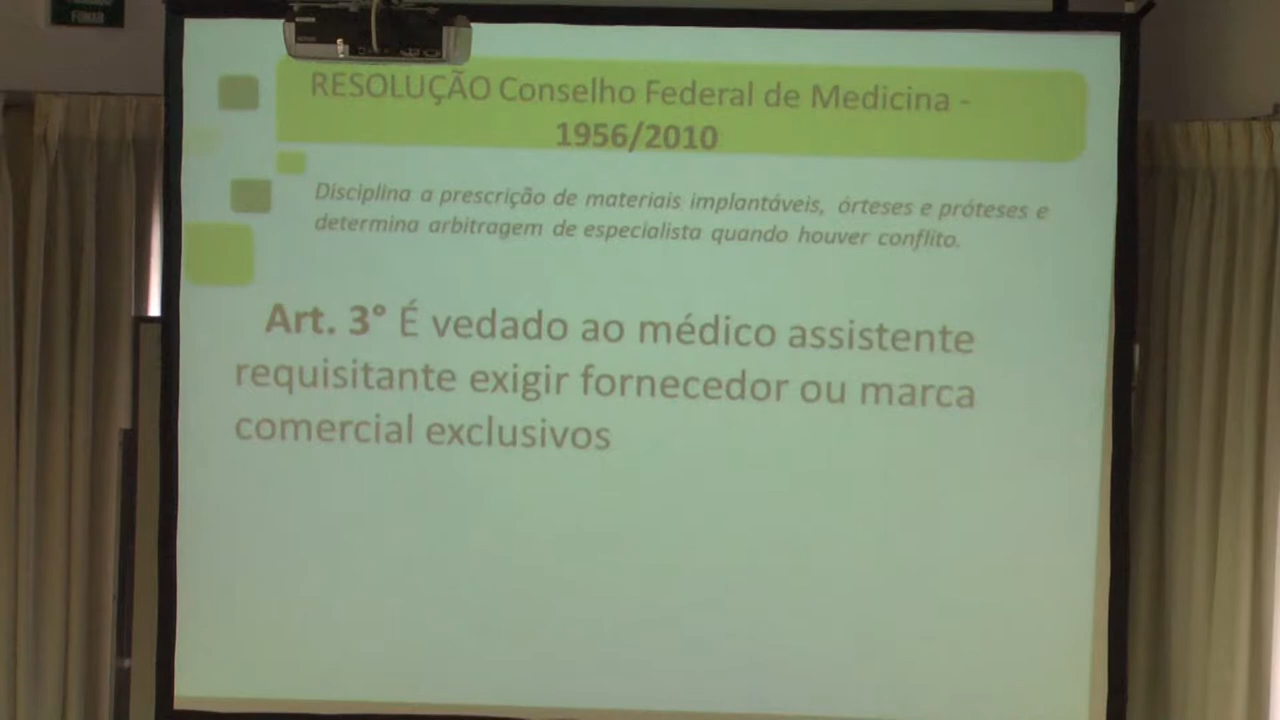 FUMAR
RESOLUÇÃO Conselho Federal de Medicina -
1956/2010
Disciplina a prescrição de materiais implantáveis, órteses e próteses e
determina arbitragem de especialista quando houver conflito.
Art. 3° É vedado ao médico assistente
requisitante exigir fornecedor ou marca
comercial exclusivos